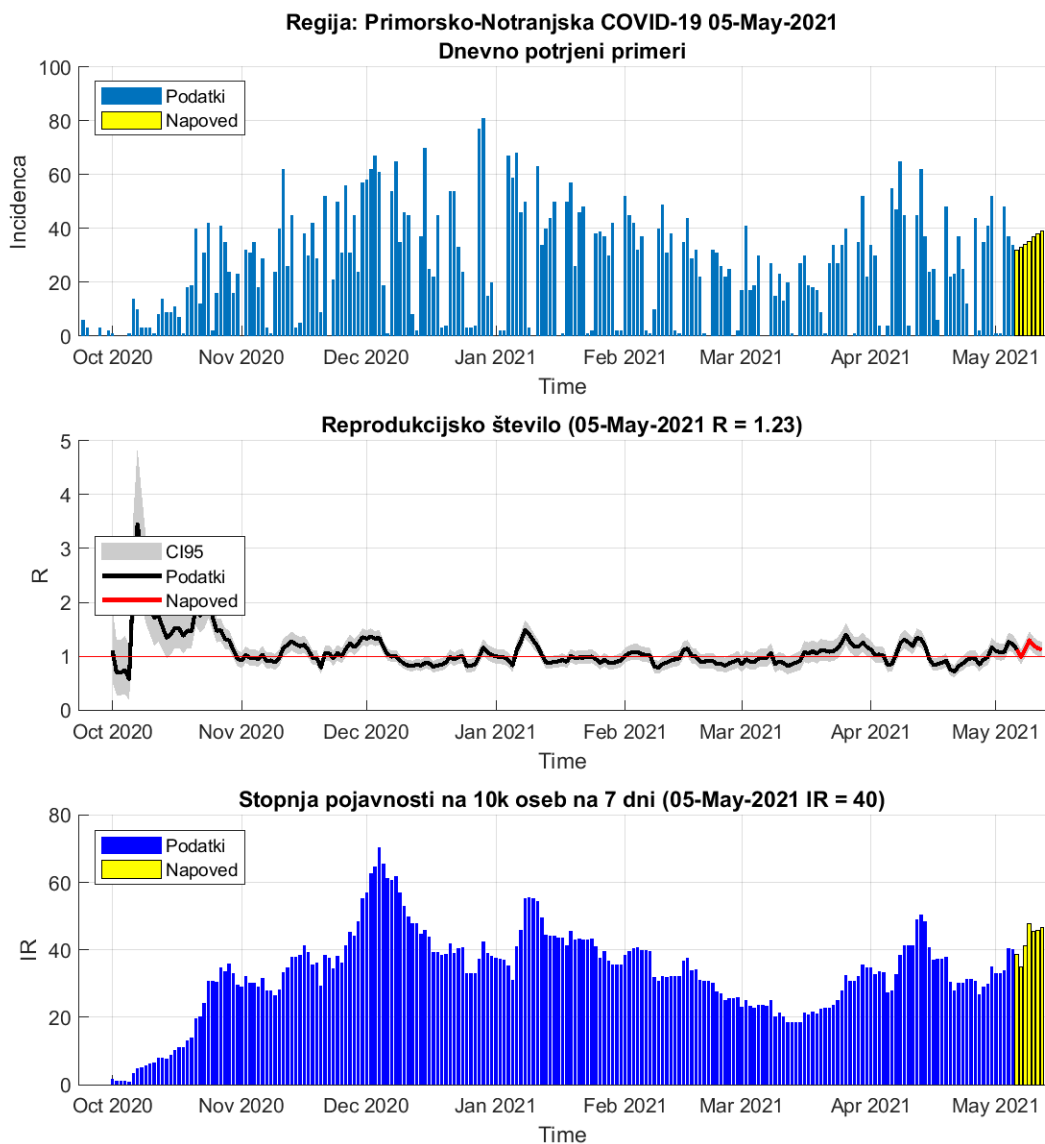 Regija: Primorsko-Notranjska COVID-19 05-May-2021
Dnevno potrjeni primeri
100
80
60
40
20
0
Incidenca
Podatki
Napoved
Oct 2020 Nov 2020 Dec 2020 Jan 2021 Feb 2021 Mar 2021 Apr 2021 May 2021
Time
Reprodukcijsko število (05-May-2021 R = 1.23)
5
4
3
2
1
0
R
CI95
Podatki
Napoved
Oct 2020 Nov 2020 Dec 2020 Jan 2021 Feb 2021 Mar 2021 Apr 2021 May 2021
Time
Stopnja pojavnosti na 10k oseb na 7 dni (05-May-2021 IR = 40)
80
60
40
20
0
IR
Podatki
Napoved
Oct 2020 Nov 2020 Dec 2020 Jan 2021 Feb 2021 Mar 2021 Apr 2021 May 2021
Time